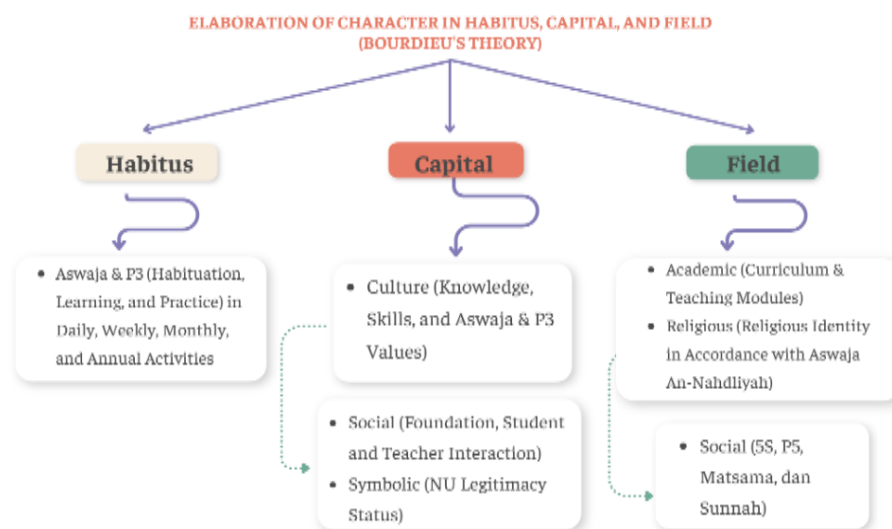 ELABORATION OF CHARACTER IN HABITUS, CAPITAL, AND FIELD
(BOURDIEU'S THEORY)
Habitus
Aswaja & P3 (Habituation,
Learning, and Practice) in
Daily, Weekly, Monthly,
and Annual Activities
Capital
Culture (Knowledge,
Skills, and Aswaja & P3
Values)
Social (Foundation, Student
and Teacher Interaction)
Symbolic (NU Legitimacy
Status)
Field
Academic (Curriculum &
Teaching Modules)
Religious (Religious Identity
in Accordance with Aswaja
An-Nahdliyah)
Social (5S, P5,
Matsama, dan
Sunnah)